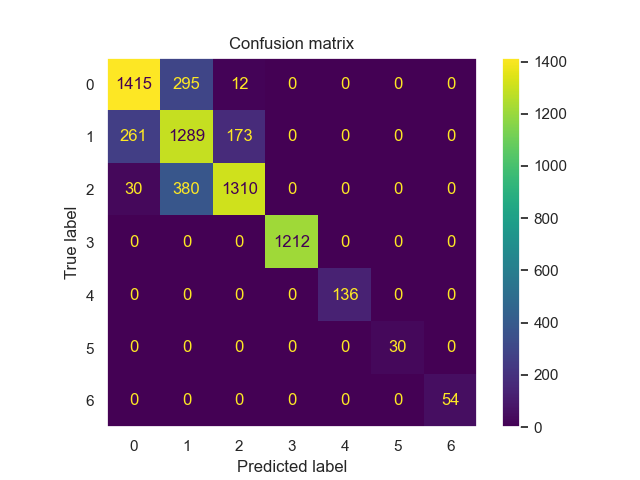 Confusion matrix
True label
0 1415 295 12 0 0 0 0
1 261 1289 173 0 0 0 0
2 30 380 1310 0 0 0 0
3 0 0 0 1212 0 0 0
4 0 0 0 0 136 0 0
5 0 0 0 0 0 30 0
6 0 0 0 0 0 0 54
0 1 2 3 4 5 6
Predicted label
1400
1200
1000
800
600
400
200
0